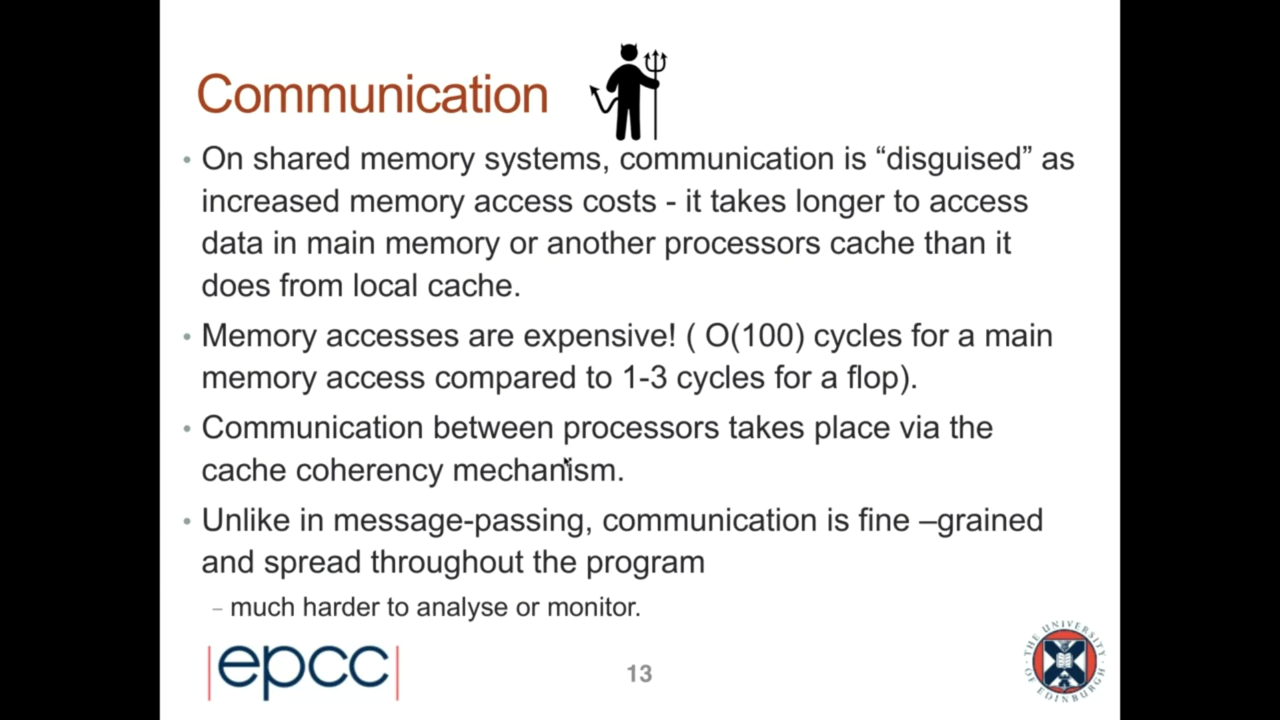 Communication
• On shared memory systems, communication is “disguised” as
increased memory access costs - it takes longer to access
data in main memory or another processors cache than it
does from local cache.
• Memory accesses are expensive! ( O(100) cycles for a main
memory access compared to 1-3 cycles for a flop).
• Communication between processors takes place via the
cache coherency mechanism.
• Unlike in message-passing, communication is fine –grained
and spread throughout the program
– much harder to analyse or monitor.
|epcc|
13
THE UNIVERSITY OF EDINBURGH